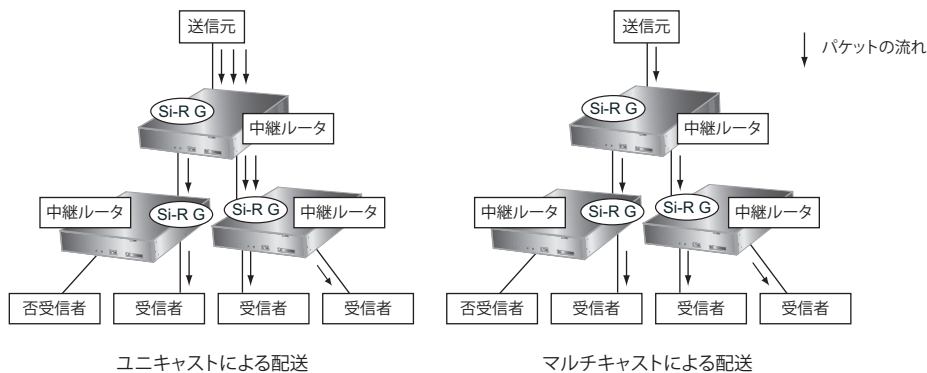 送信元
Si-R G
中継ルータ
中継ルータ
Si-R G
Si-R G
中継ルータ
否受信者
受信者
受信者
受信者
ユニキャストによる配送
送信元
Si-R G
中継ルータ
中継ルータ
Si-R G
Si-R G
中継ルータ
否受信者
受信者
受信者
受信者
マルチキャストによる配送
パケットの流れ